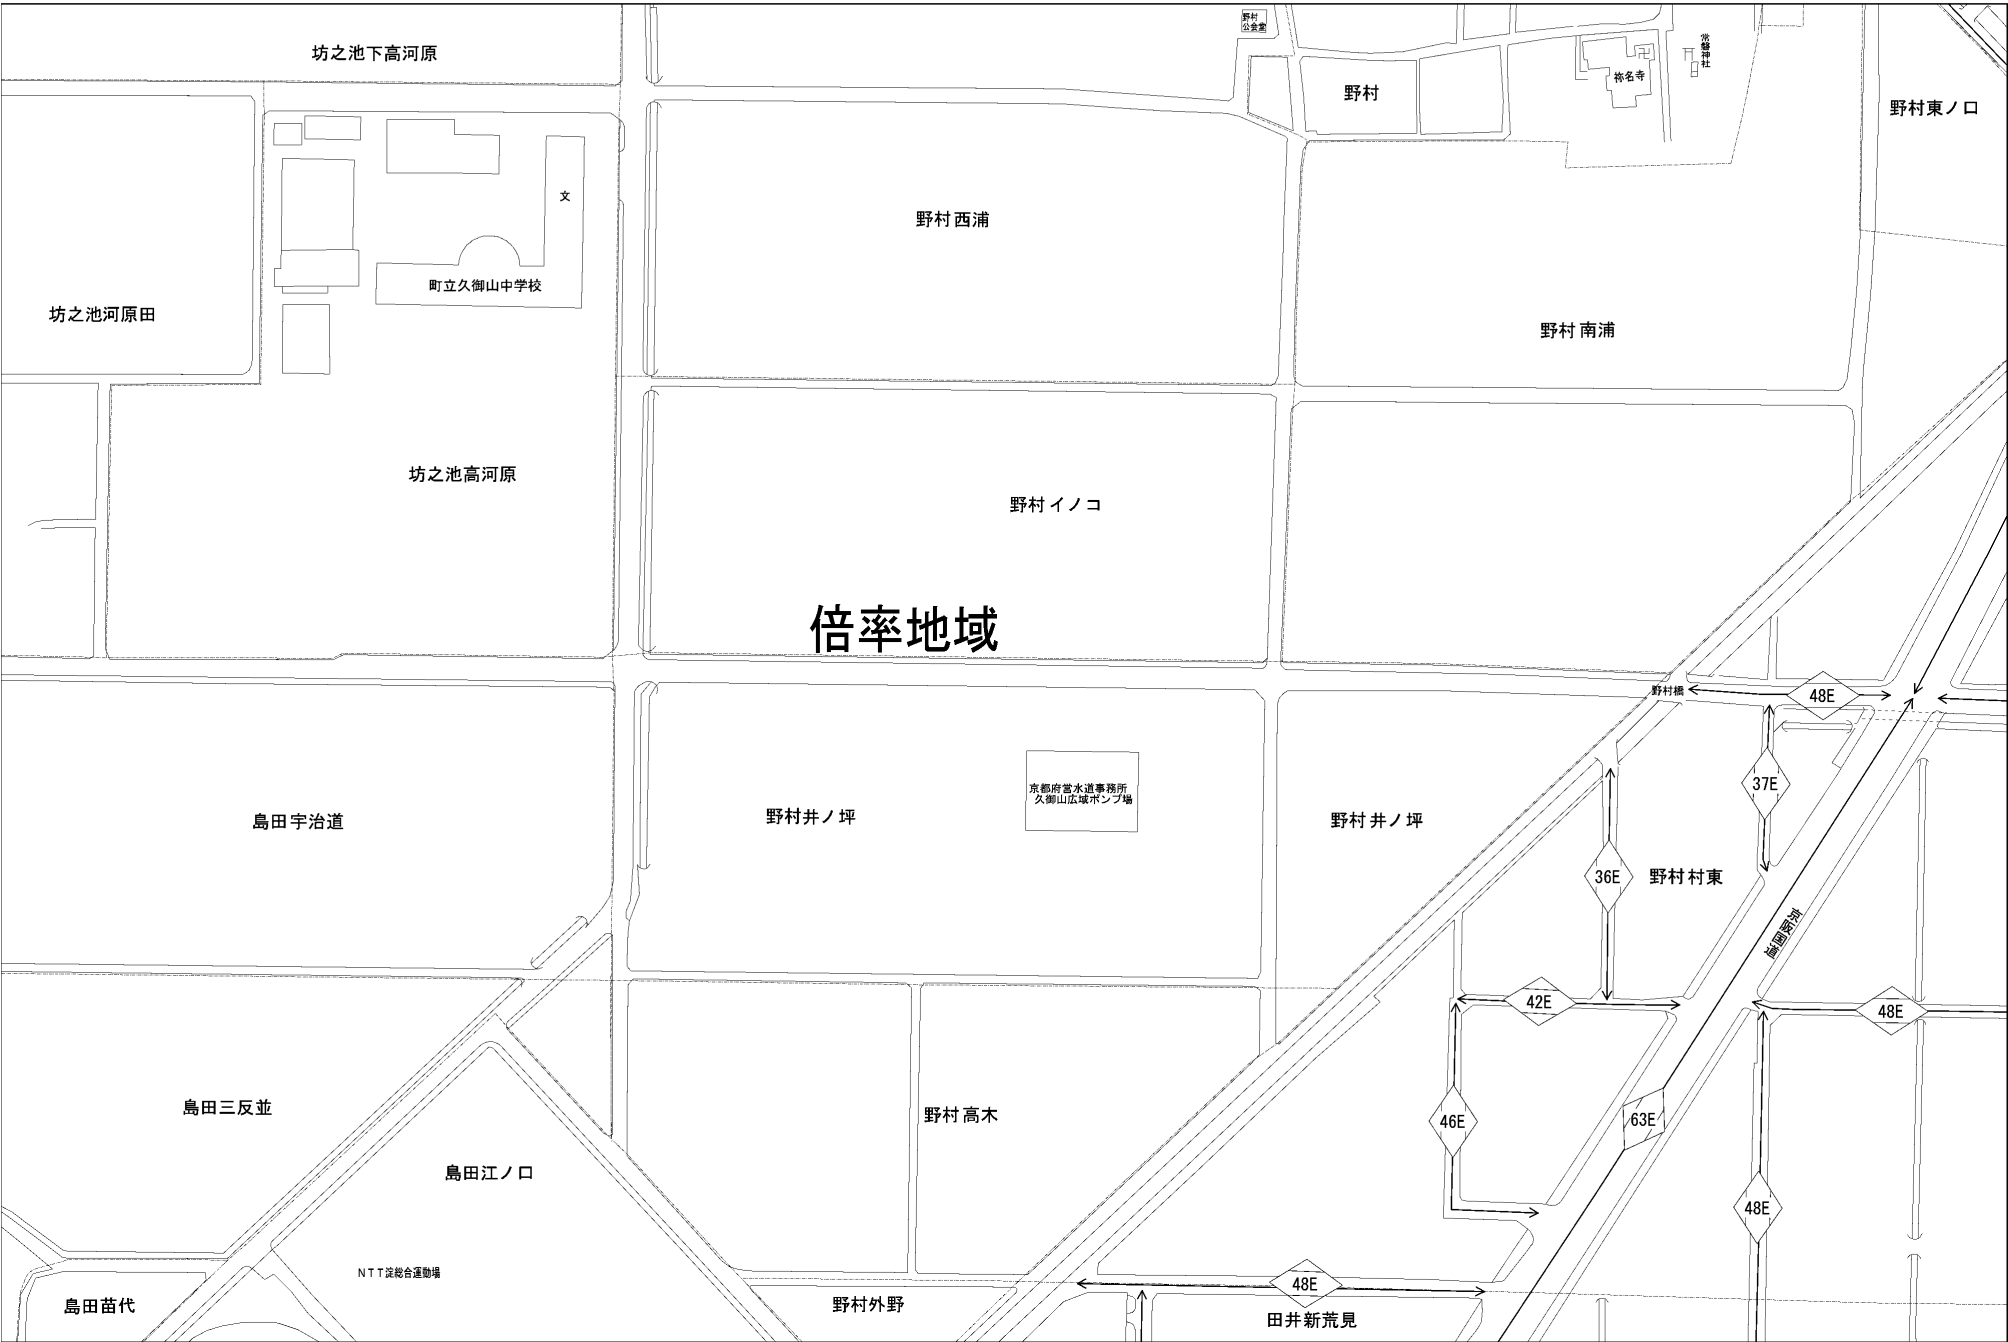 坊之池下高河原
野村
公会堂
常磐神社
祢名寺
野村
野村東ノ口
文
野村西浦
町立久御山中学校
坊之池河原田
野村南浦
坊之池高河原
野村イノコ
倍率地域
野村橋
48E
37E
京都府営水道事務所
久御山広域ポンプ場
島田宇治道
野村井ノ坪
野村井ノ坪
36E
野村村東
京阪国道
42E
48E
島田三反並
野村高木
46E
63E
島田江ノ口
48E
NTT淀総合運動場
48E
島田苗代
野村外野
田井新荒見